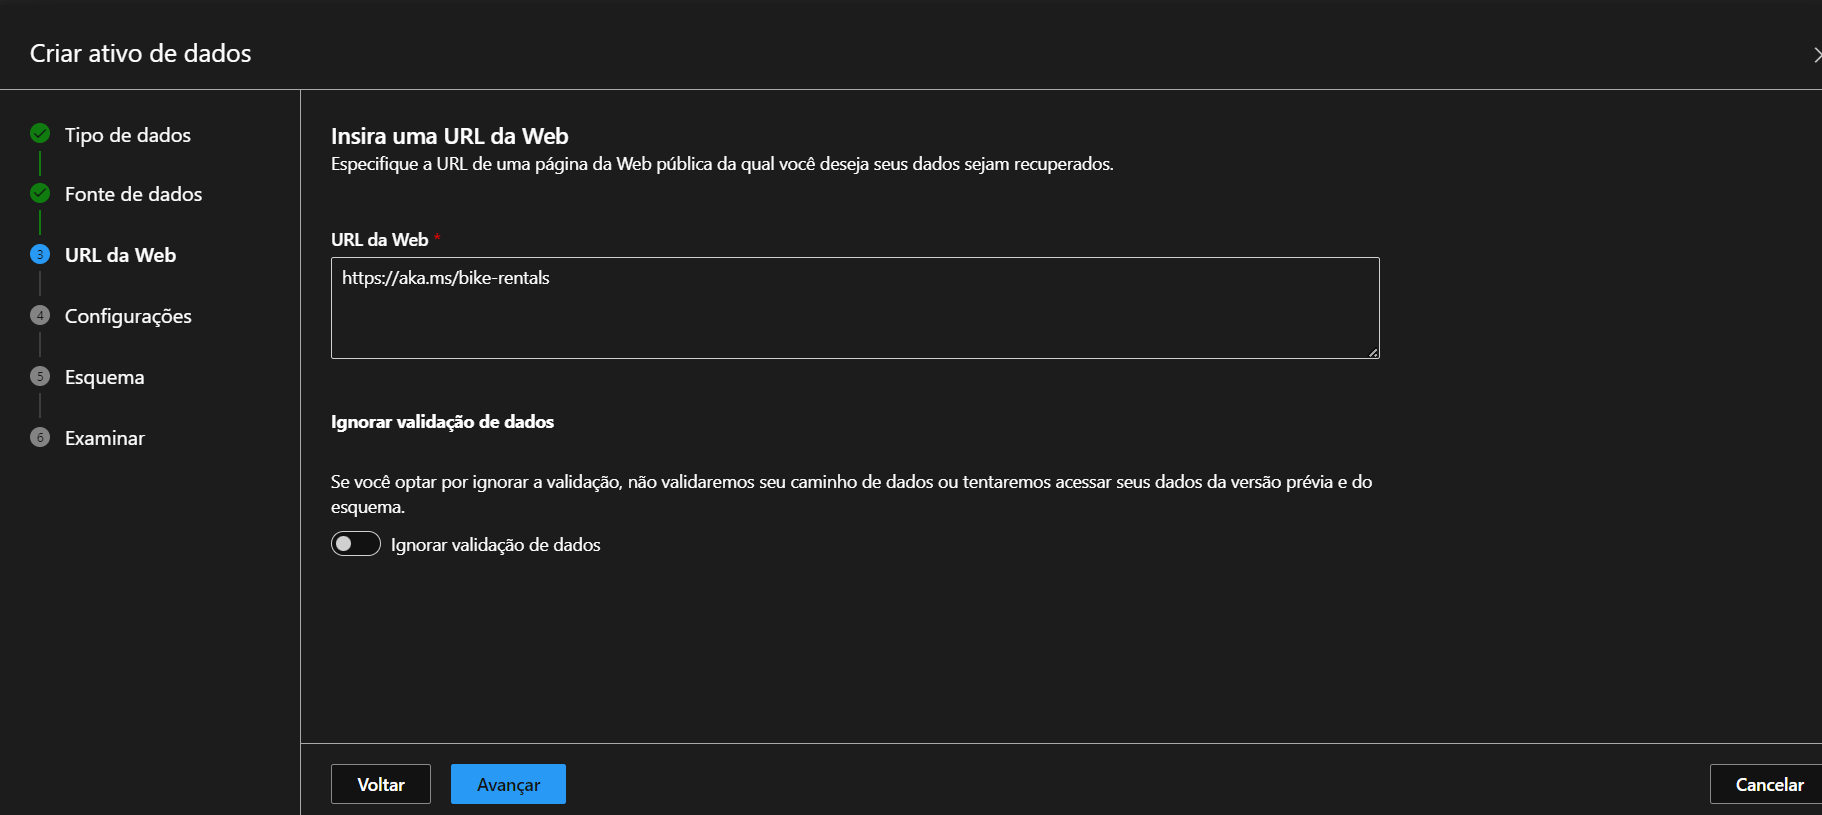 Criar ativo de dados
Tipo de dados
Fonte de dados
3 URL da Web
4 Configurações
5 Esquema
6 Examinar
Insira uma URL da Web
Especifique a URL de uma página da Web pública da qual você deseja seus dados sejam recuperados.
URL da Web *
https://aka.ms/bike-rentals
Ignorar validação de dados
Se você optar por ignorar a validação, não validaremos seu caminho de dados ou tentaremos acessar seus dados da versão prévia e do
esquema.
Ignorar validação de dados
Voltar
Avançar
Cancelar